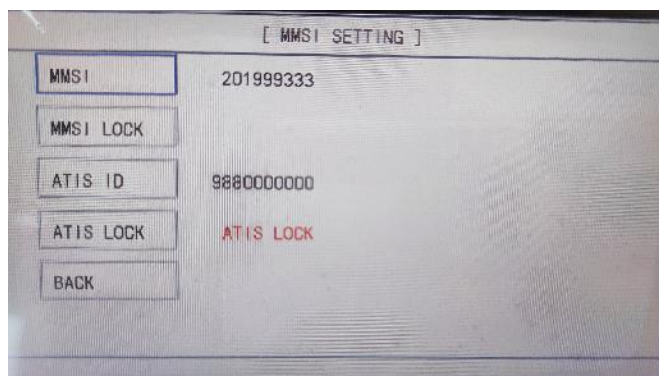 [ MMSI SETTING ]
MMSI 201999333
MMSI LOCK
ATIS ID 9880000000
ATIS LOCK ATIS LOCK
BACK